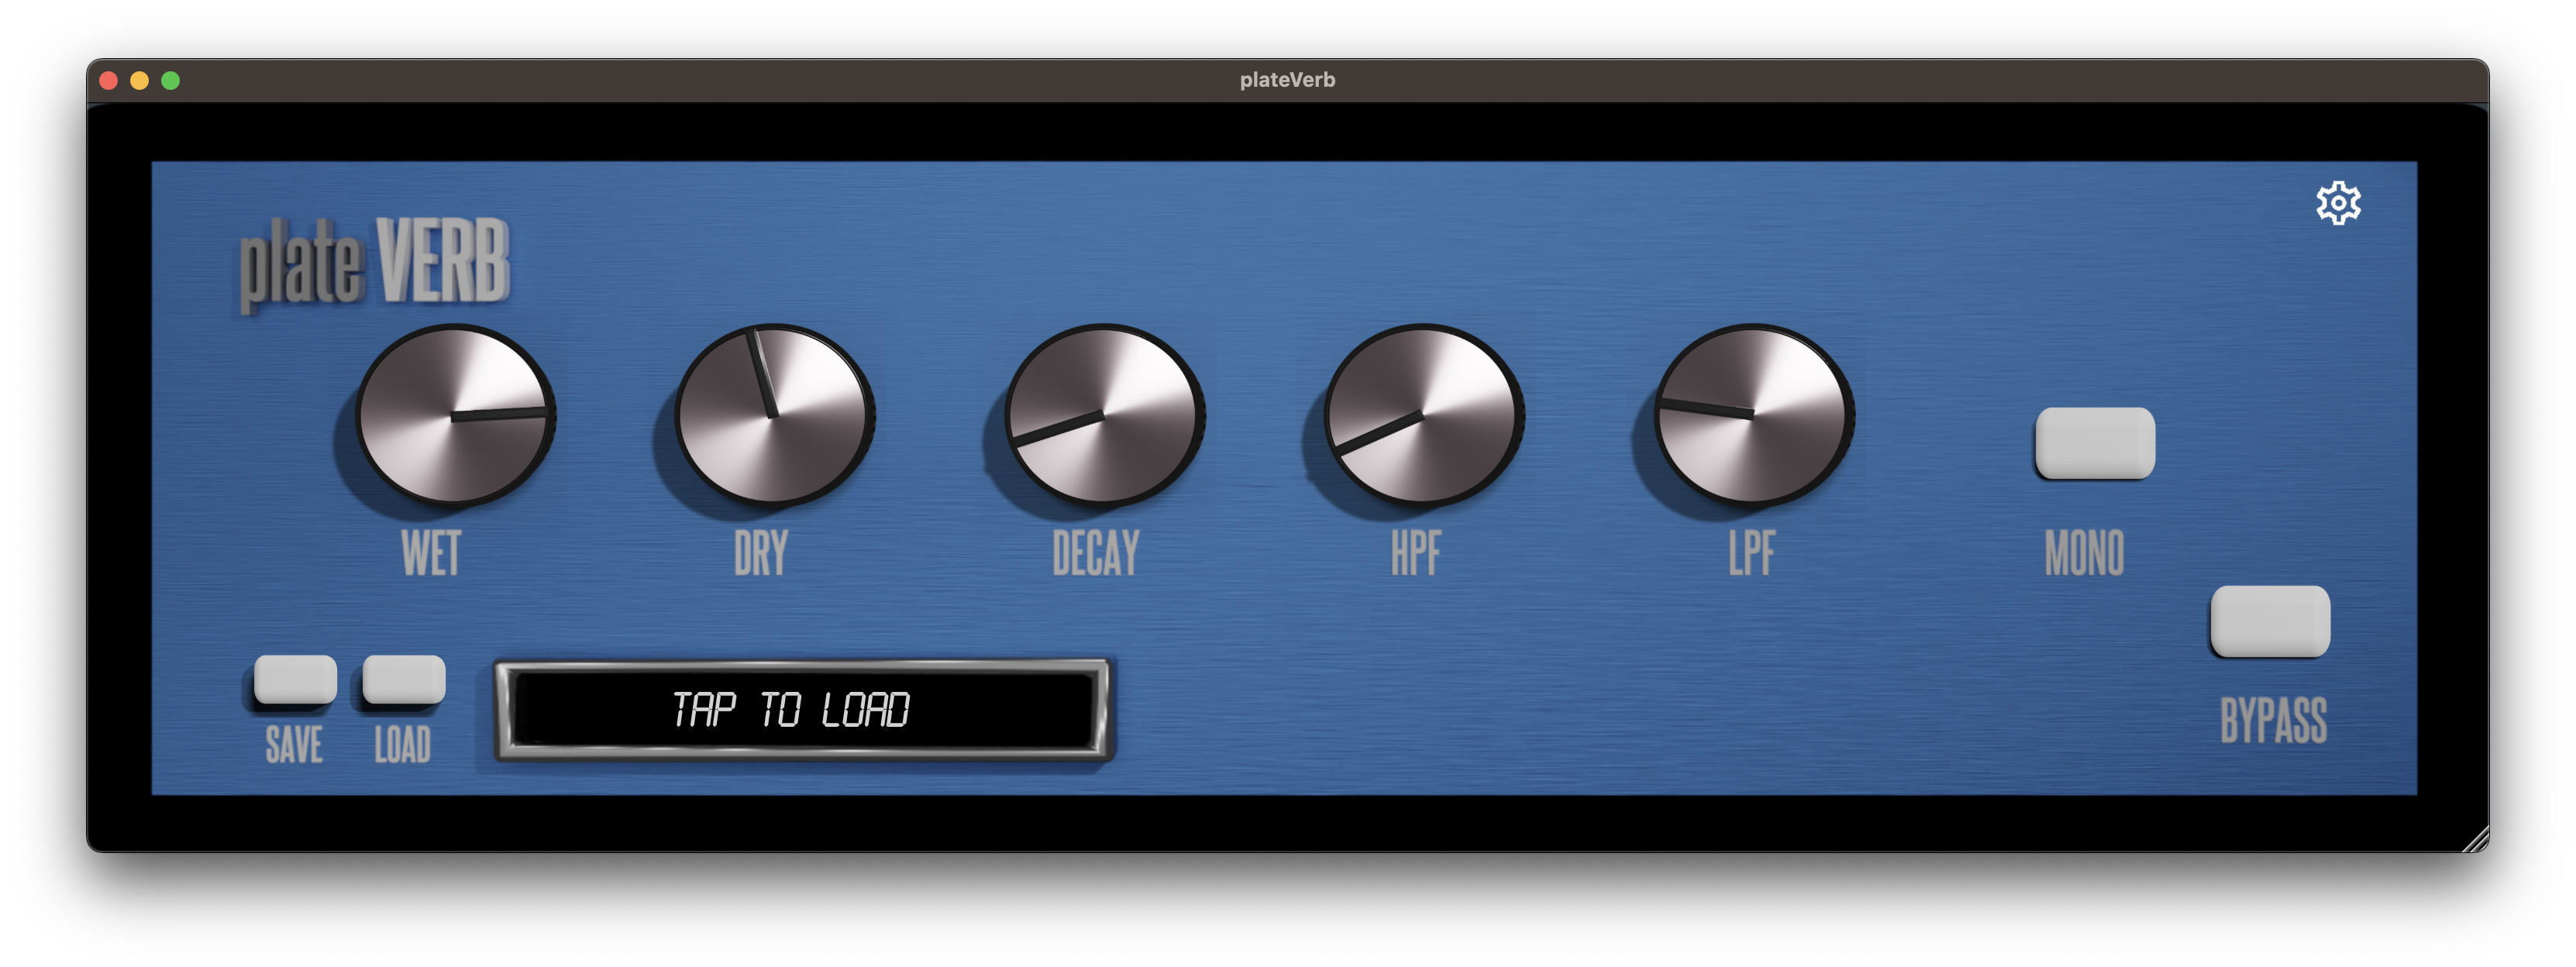 plateVerb
plate VERB
WET DRY DECAY HPF LPF MONO
TAP TO LOAD
SAVE LOAD
BYPASS